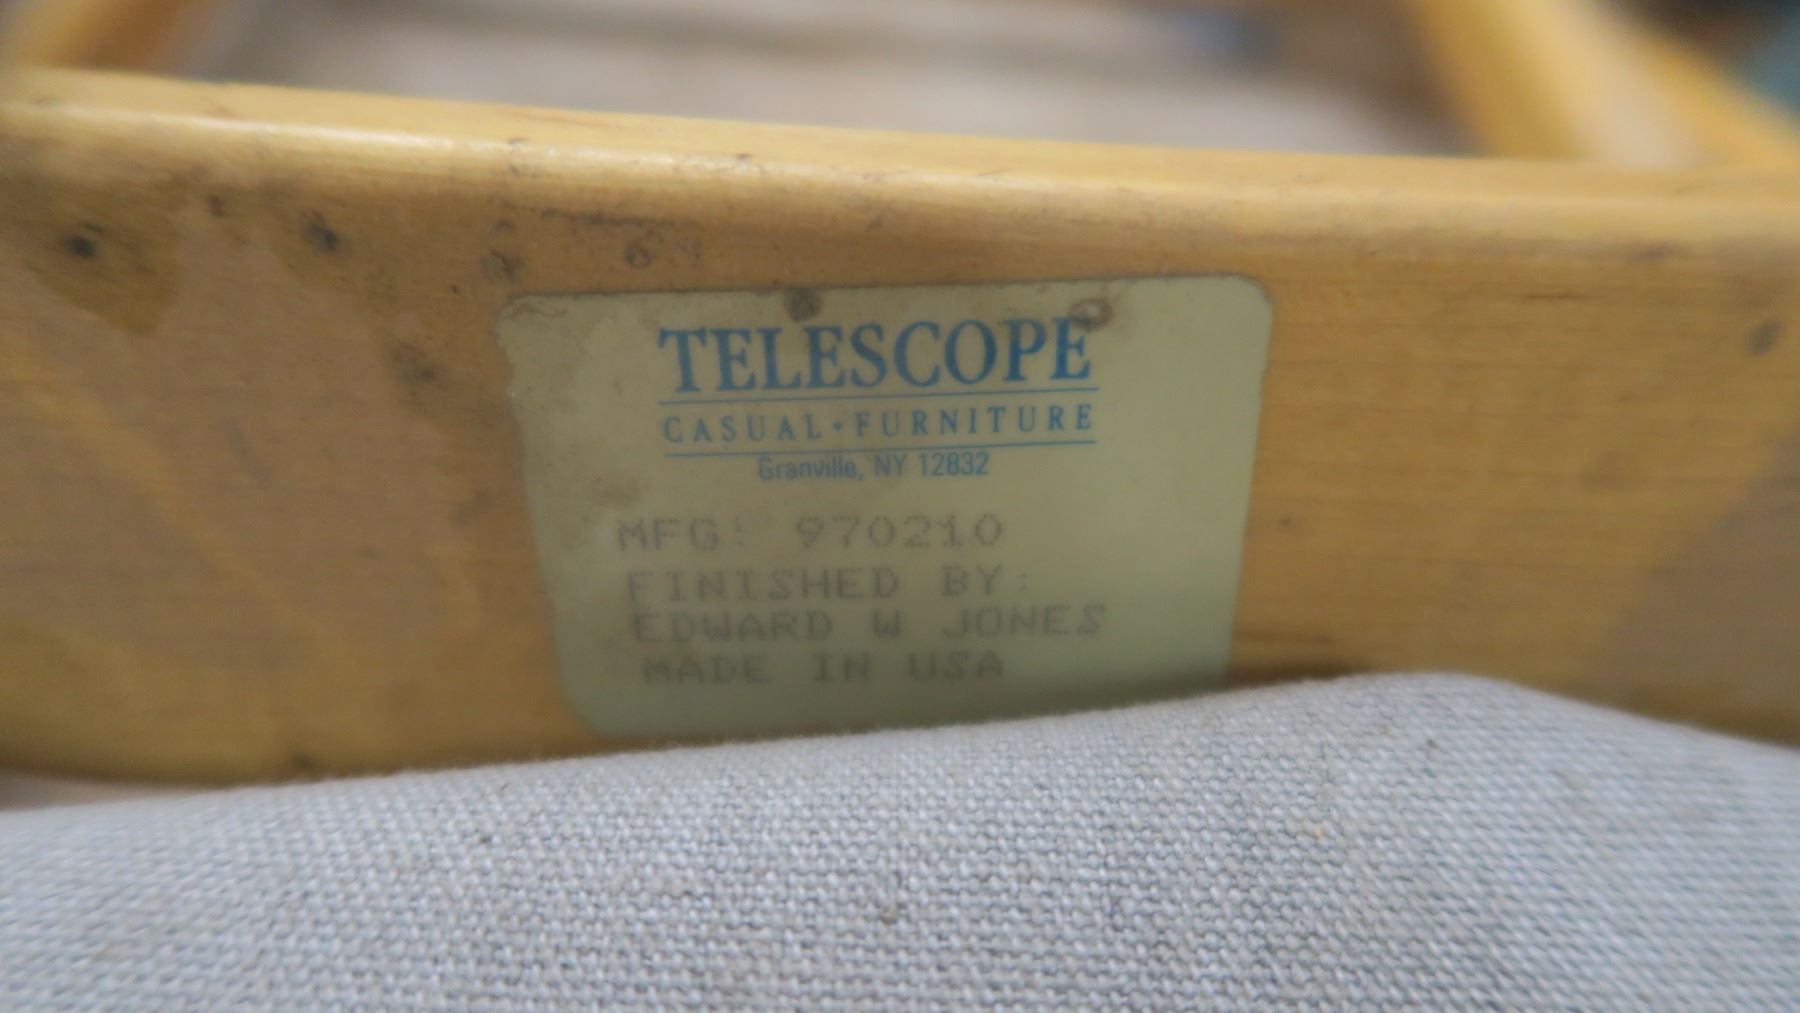 TELESCOPE
CASUAL · FURNITURE
Granville, NY 12832
MFG: 970210
FINISHED BY:
EDWARD W JONES
MADE IN USA